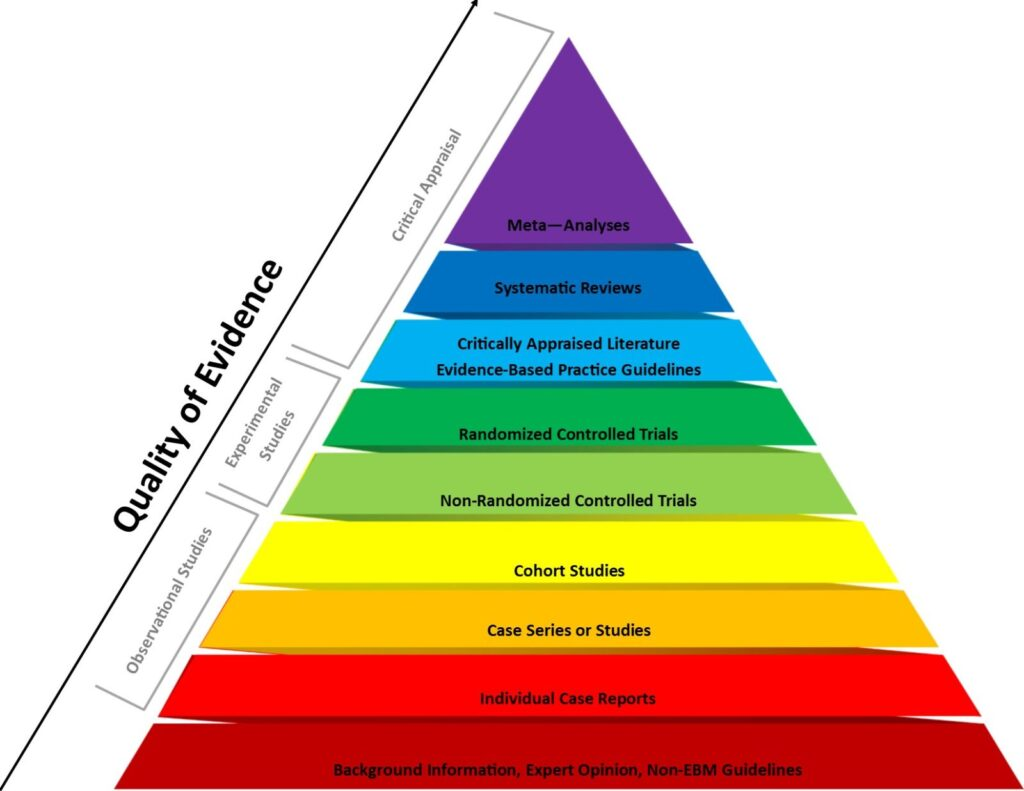 Quality of Evidence
Critical Appraisal
Experimental
Studies
Observational Studies
Meta—Analyses
Systematic Reviews
Critically Appraised Literature
Evidence-Based Practice Guidelines
Randomized Controlled Trials
Non-Randomized Controlled Trials
Cohort Studies
Case Series or Studies
Individual Case Reports
Background Information, Expert Opinion, Non-EBM Guidelines